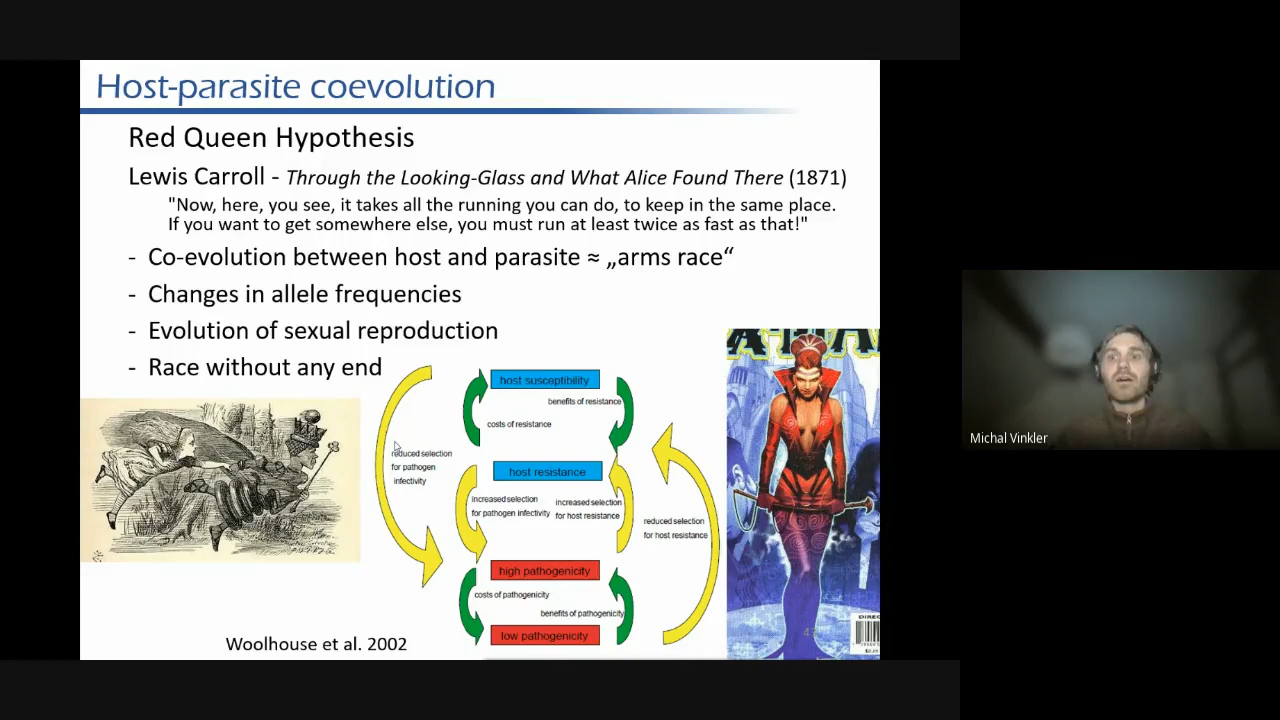 Host-parasite coevolution
Red Queen Hypothesis
Lewis Carroll - Through the Looking-Glass and What Alice Found There (1871)
"Now, here, you see, it takes all the running you can do, to keep in the same place.
If you want to get somewhere else, you must run at least twice as fast as that!"
- Co-evolution between host and parasite ≈ „arms race“
- Changes in allele frequencies
- Evolution of sexual reproduction
- Race without any end
host susceptibility
benefits of resistance
costs of resistance
reduced selection
for pathogen
infectivity
host resistance
increased selection
for pathogen infectivity
increased selection
for host resistance
reduced selection
for host resistance
high pathogenicity
costs of pathogenicity
benefits of pathogenicity
low pathogenicity
Woolhouse et al. 2002
DIREC
Michal Vinkler